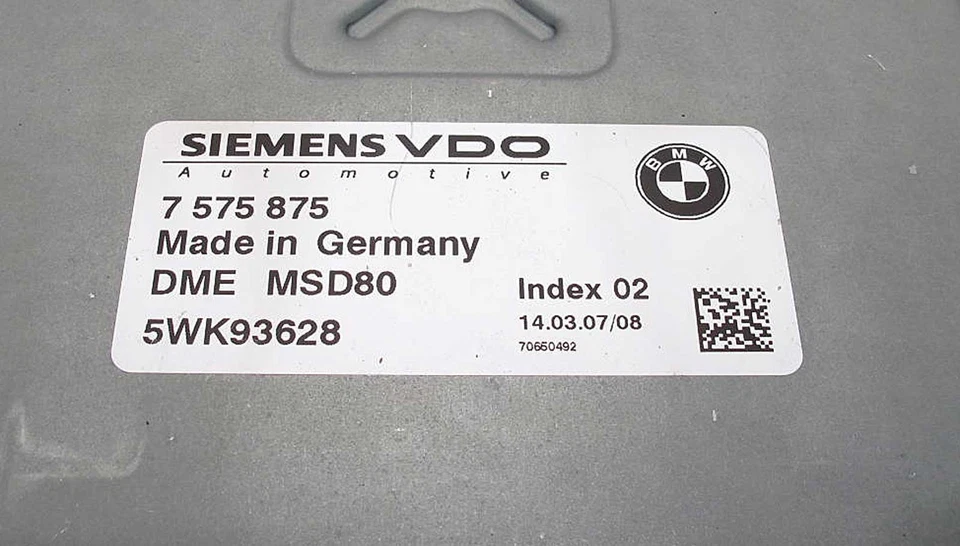 SIEMENS VDO
Automotive
BMW
7 575 875
Made in Germany
DME MSD80
Index 02
5WK93628
14.03.07/08
70650492